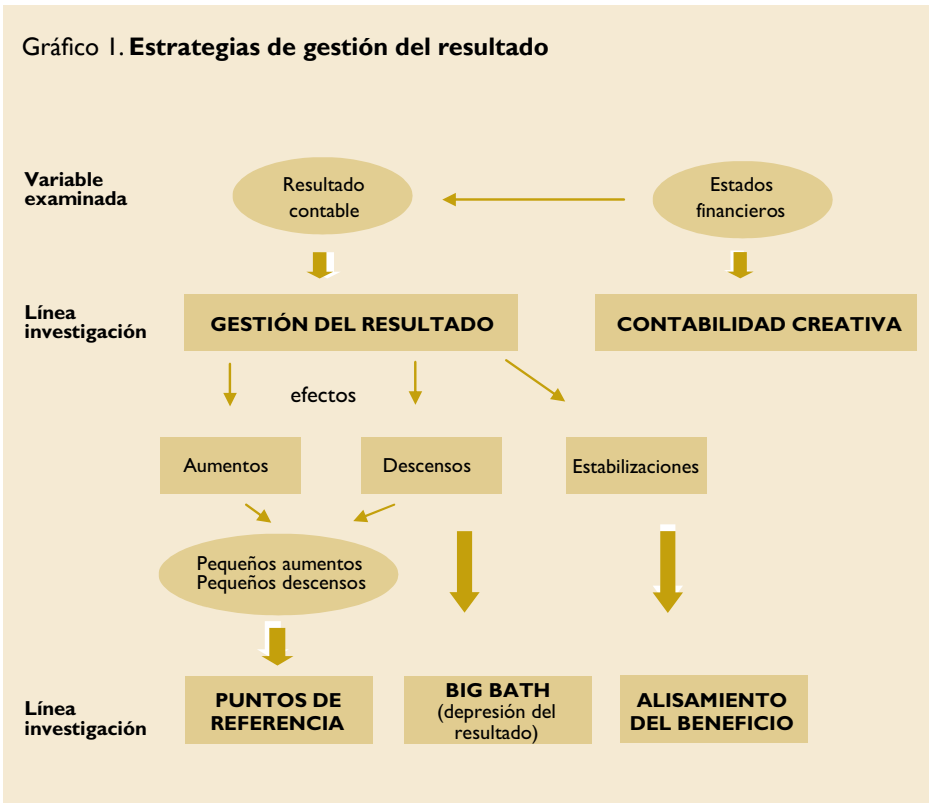 Gráfico 1. Estrategias de gestión del resultado
Variable
examinada
Resultado
contable
Estados
financieros
Línea
investigación
GESTIÓN DEL RESULTADO
CONTABILIDAD CREATIVA
efectos
Aumentos
Descensos
Estabilizaciones
Pequeños aumentos
Pequeños descensos
Línea
investigación
PUNTOS DE
REFERENCIA
BIG BATH
(depresión del
resultado)
ALISAMIENTO
DEL BENEFICIO